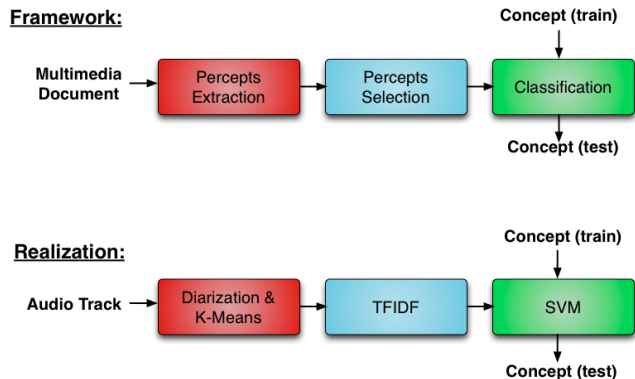 Framework:
Concept (train)
Multimedia
Document
Percepts
Extraction
Percepts
Selection
Classification
Concept (test)
Realization:
Concept (train)
Audio Track
Diarization &
K-Means
TFIDF
SVM
Concept (test)